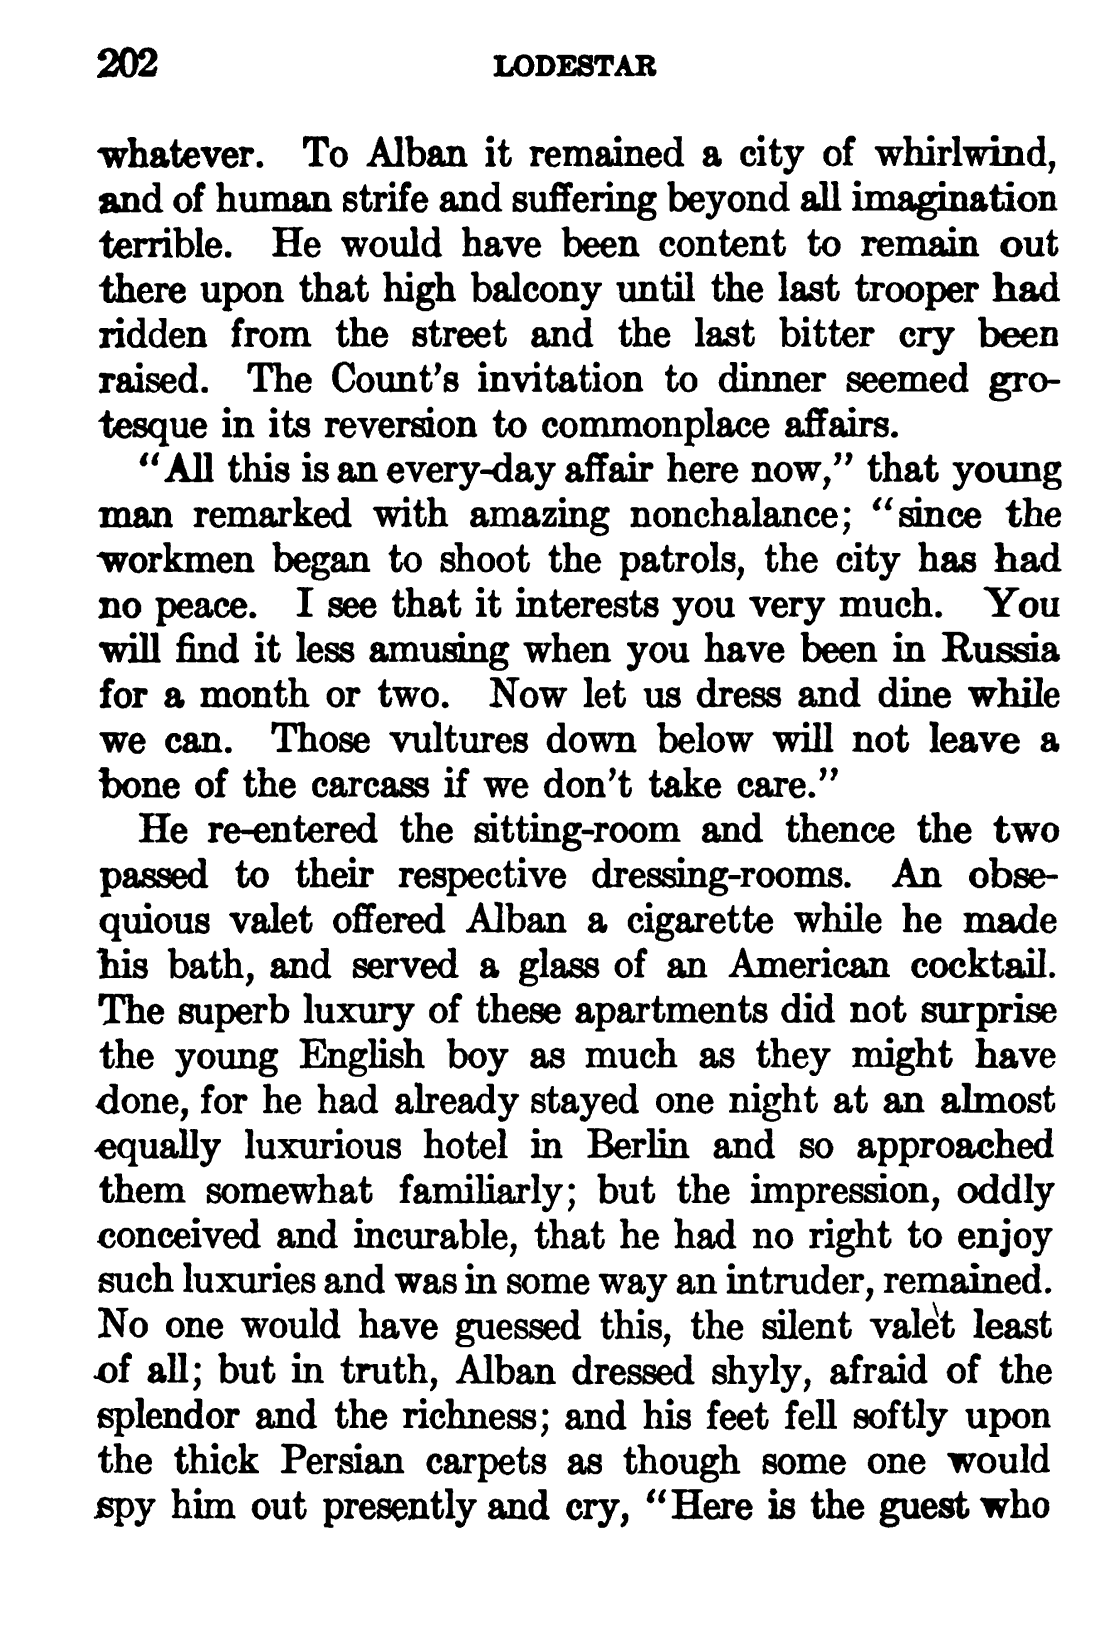 202 LODESTAR
whatever. To Alban it remained a city of whirlwind,
and of human strife and suffering beyond all imagination
terrible. He would have been content to remain out
there upon that high balcony until the last trooper had
ridden from the street and the last bitter cry been
raised. The Count's invitation to dinner seemed gro-
tesque in its reversion to commonplace affairs.
"All this is an every-day affair here now," that young
man remarked with amazing nonchalance; "since the
workmen began to shoot the patrols, the city has had
no peace. I see that it interests you very much. You
will find it less amusing when you have been in Russia
for a month or two. Now let us dress and dine while
we can. Those vultures down below will not leave a
bone of the carcass if we don't take care."
He re-entered the sitting-room and thence the two
passed to their respective dressing-rooms. An obse-
quious valet offered Alban a cigarette while he made
his bath, and served a glass of an American cocktail.
The superb luxury of these apartments did not surprise
the young English boy as much as they might have
done, for he had already stayed one night at an almost
equally luxurious hotel in Berlin and so approached
them somewhat familiarly; but the impression, oddly
conceived and incurable, that he had no right to enjoy
such luxuries and was in some way an intruder, remained.
No one would have guessed this, the silent valet least
of all; but in truth, Alban dressed shyly, afraid of the
splendor and the richness; and his feet fell softly upon
the thick Persian carpets as though some one would
spy him out presently and cry, "Here is the guest who